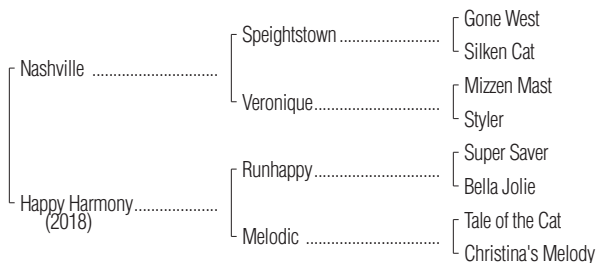 Gone West
Speightstown
Silken Cat
Nashville
Mizzen Mast
Veronique
Styler
Super Saver
Runhappy
Bella Jolie
Happy Harmony
(2018)
Tale of the Cat
Melodic
Christina's Melody